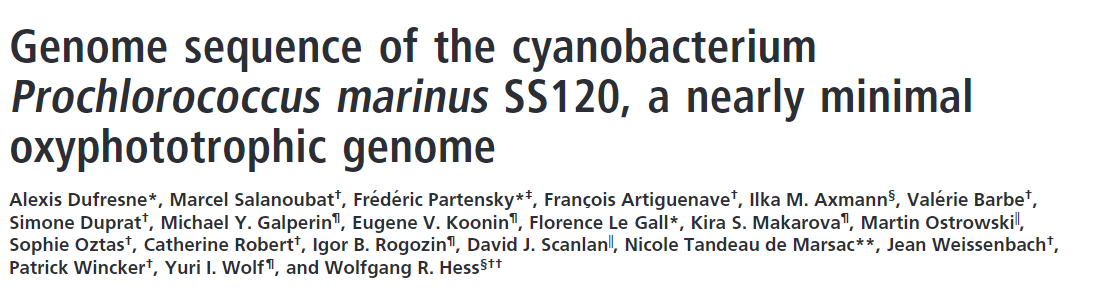 Genome sequence of the cyanobacterium
Prochlorococcus marinus SS120, a nearly minimal
oxyphototrophic genome
Alexis Dufresne*, Marcel Salanoubat†, Frédéric Partensky*‡, François Artiguenave†, Ilka M. Axmann§, Valérie Barbe†,
Simone Duprat†, Michael Y. Galperin¶, Eugene V. Koonin¶, Florence Le Gall*, Kira S. Makarova¶, Martin Ostrowski‖,
Sophie Oztas†, Catherine Robert†, Igor B. Rogozin¶, David J. Scanlan‖, Nicole Tandeau de Marsac**, Jean Weissenbach†,
Patrick Wincker†, Yuri I. Wolf¶, and Wolfgang R. Hess§††